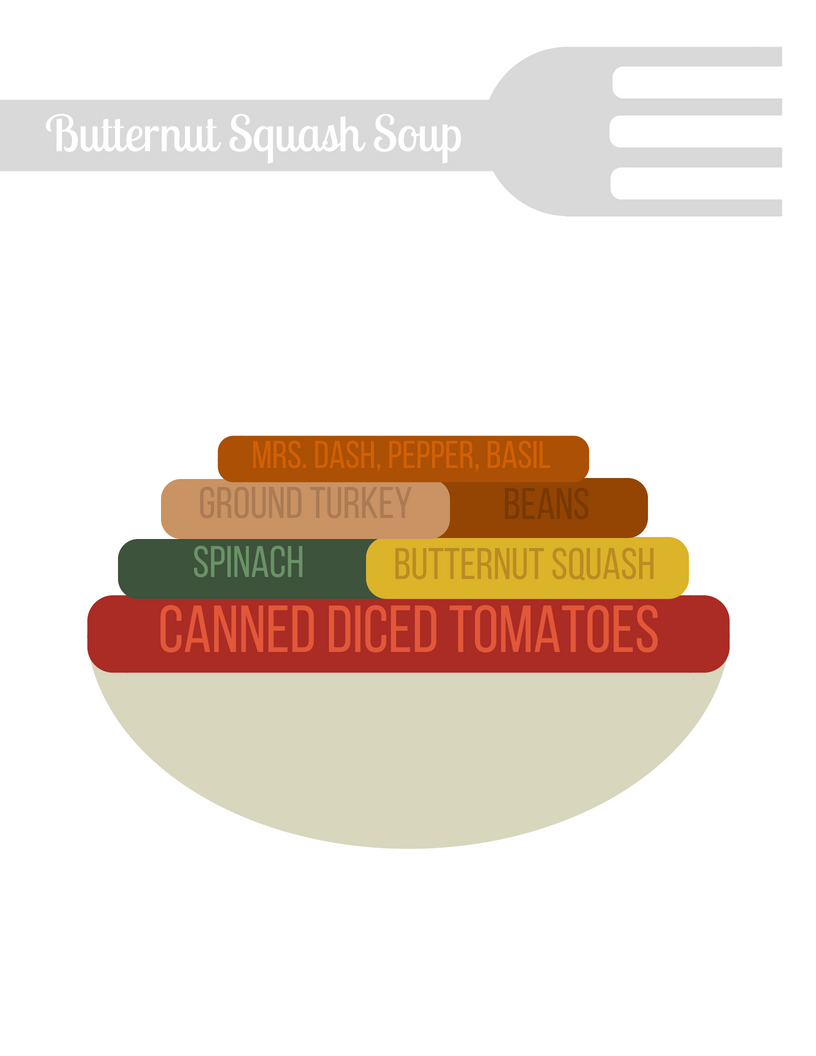 Butternut Squash Soup
MRS. DASH, PEPPER, BASIL
GROUND TURKEY BEANS
SPINACH BUTTERNUT SQUASH
CANNED DICED TOMATOES